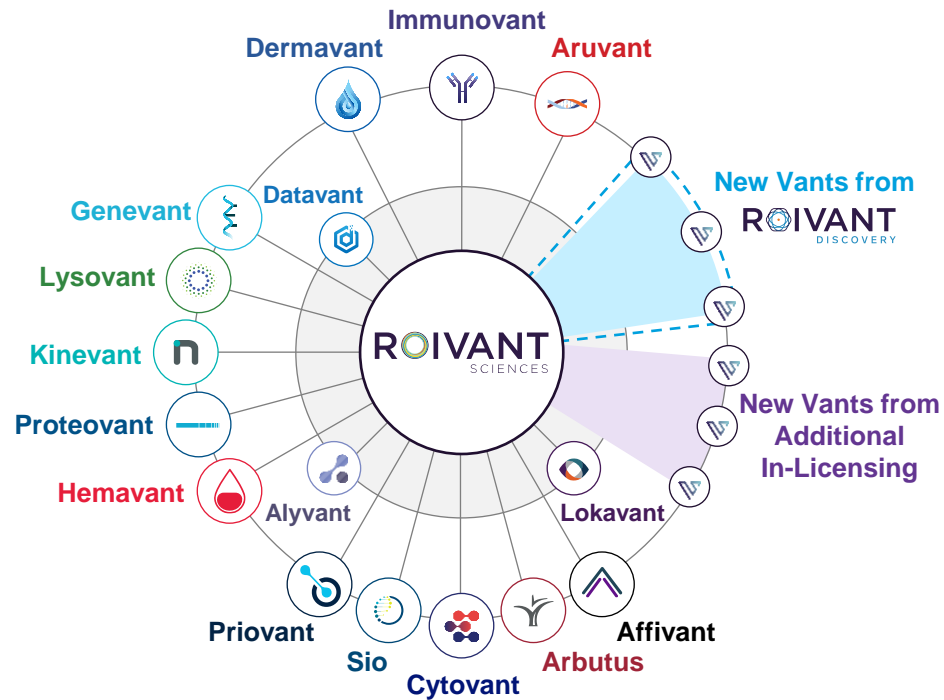 Immunovant
Dermavant
Aruvant
Datavant
New Vants from
ROIVANT
DISCOVERY
Genevant
Lysovant
ROIVANT
SCIENCES
Kinevant
New Vants from
Additional
In-Licensing
Proteovant
Hemavant
Alyvant
Lokavant
Priovant
Affivant
Sio
Arbutus
Cytovant